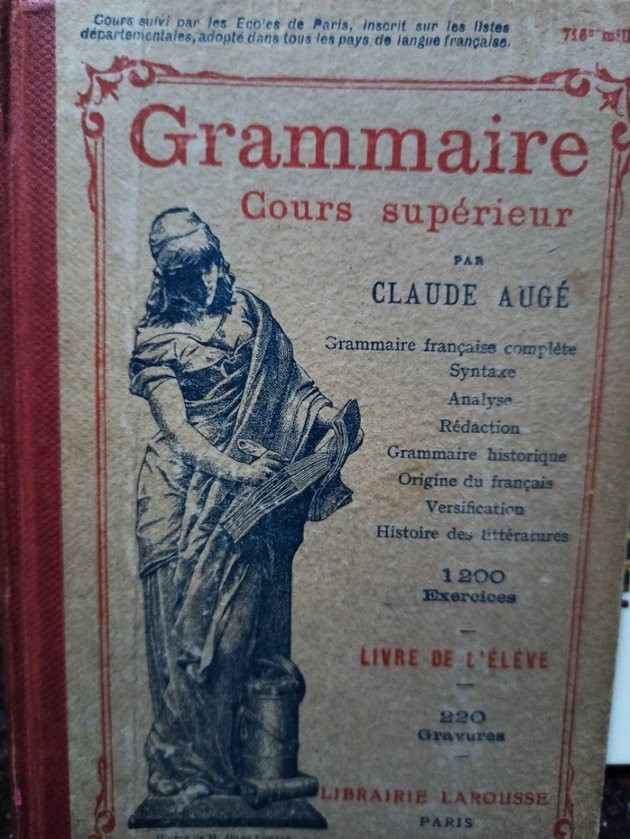 Cours suivi par les Ecoles de Paris, inscrit sur les listes
départementales, adopté dans tous les pays de langue française.
716e
Grammaire
Cours supérieur
PAR
CLAUDE AUGÉ
Grammaire française complète
Syntaxe
Analyse
Rédaction
Grammaire historique
Origine du français
Versification
Histoire des littératures
1200
Exercices
LIVRE DE L'ÉLÈVE
220
Gravures
LIBRAIRIE LAROUSSE
PARIS